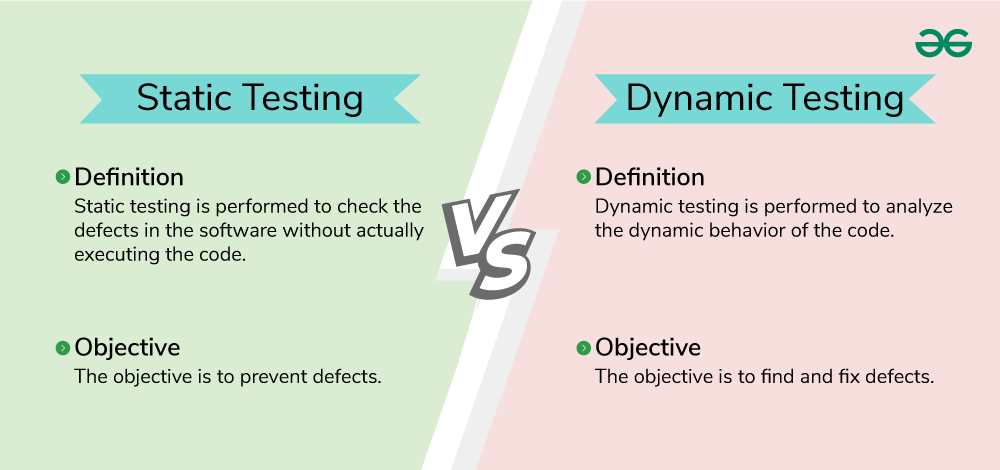 Static Testing
Definition
Static testing is performed to check the
defects in the software without actually
executing the code.
Objective
The objective is to prevent defects.
VS
Dynamic Testing
Definition
Dynamic testing is performed to analyze
the dynamic behavior of the code.
Objective
The objective is to find and fix defects.